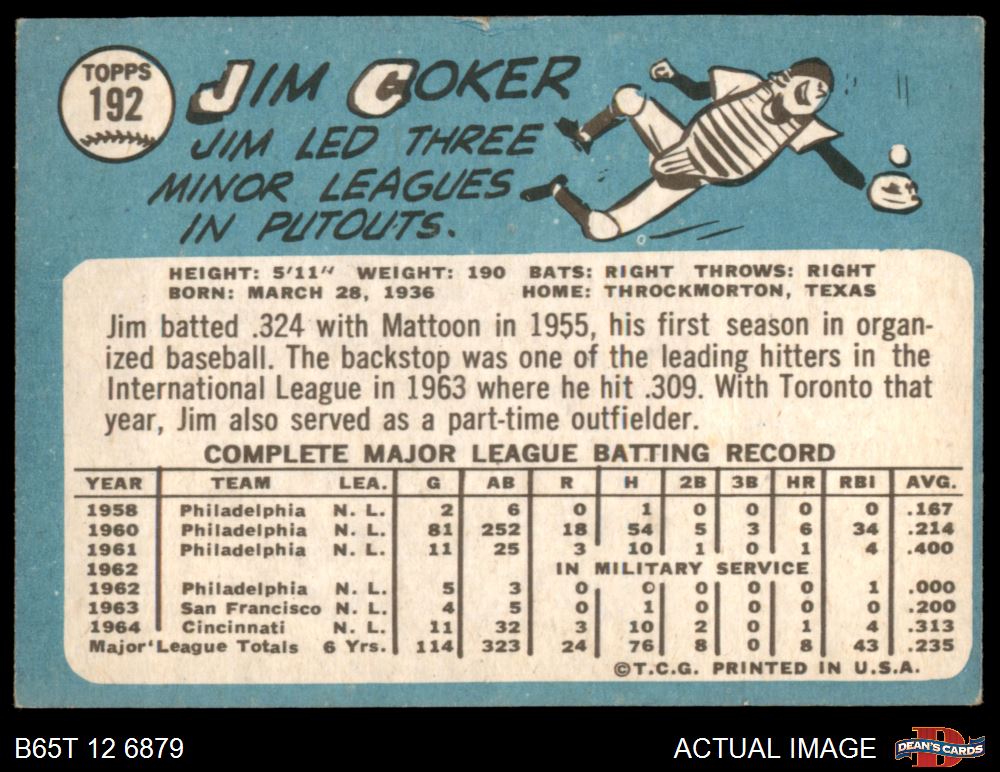 TOPPS
192
JIM COKER
JIM LED THREE
MINOR LEAGUES
IN PUTOUTS.
HEIGHT: 5'11" WEIGHT: 190 BATS: RIGHT THROWS: RIGHT
BORN: MARCH 28, 1936 HOME: THROCKMORTON, TEXAS
Jim batted .324 with Mattoon in 1955, his first season in organ-
ized baseball. The backstop was one of the leading hitters in the
International League in 1963 where he hit .309. With Toronto that
year, Jim also served as a part-time outfielder.
COMPLETE MAJOR LEAGUE BATTING RECORD
YEAR TEAM LEA. G AB R H 2B 3B HR RBI AVG.
1958 Philadelphia N. L. 2 6 0 1 0 0 0 0 .167
1960 Philadelphia N. L. 81 252 18 54 5 3 6 34 .214
1961 Philadelphia N. L. 11 25 3 10 1 0 1 4 .400
1962 IN MILITARY SERVICE
1962 Philadelphia N. L. 5 3 0 0 0 0 0 1 .000
1963 San Francisco N. L. 4 5 0 1 0 0 0 0 .200
1964 Cincinnati N. L. 11 32 3 10 2 0 1 4 .313
Major League Totals 6 Yrs. 114 323 24 76 8 0 8 43 .235
©T.C.G. PRINTED IN U.S.A.
B65T 12 6879 ACTUAL IMAGE DEAN'S CARDS